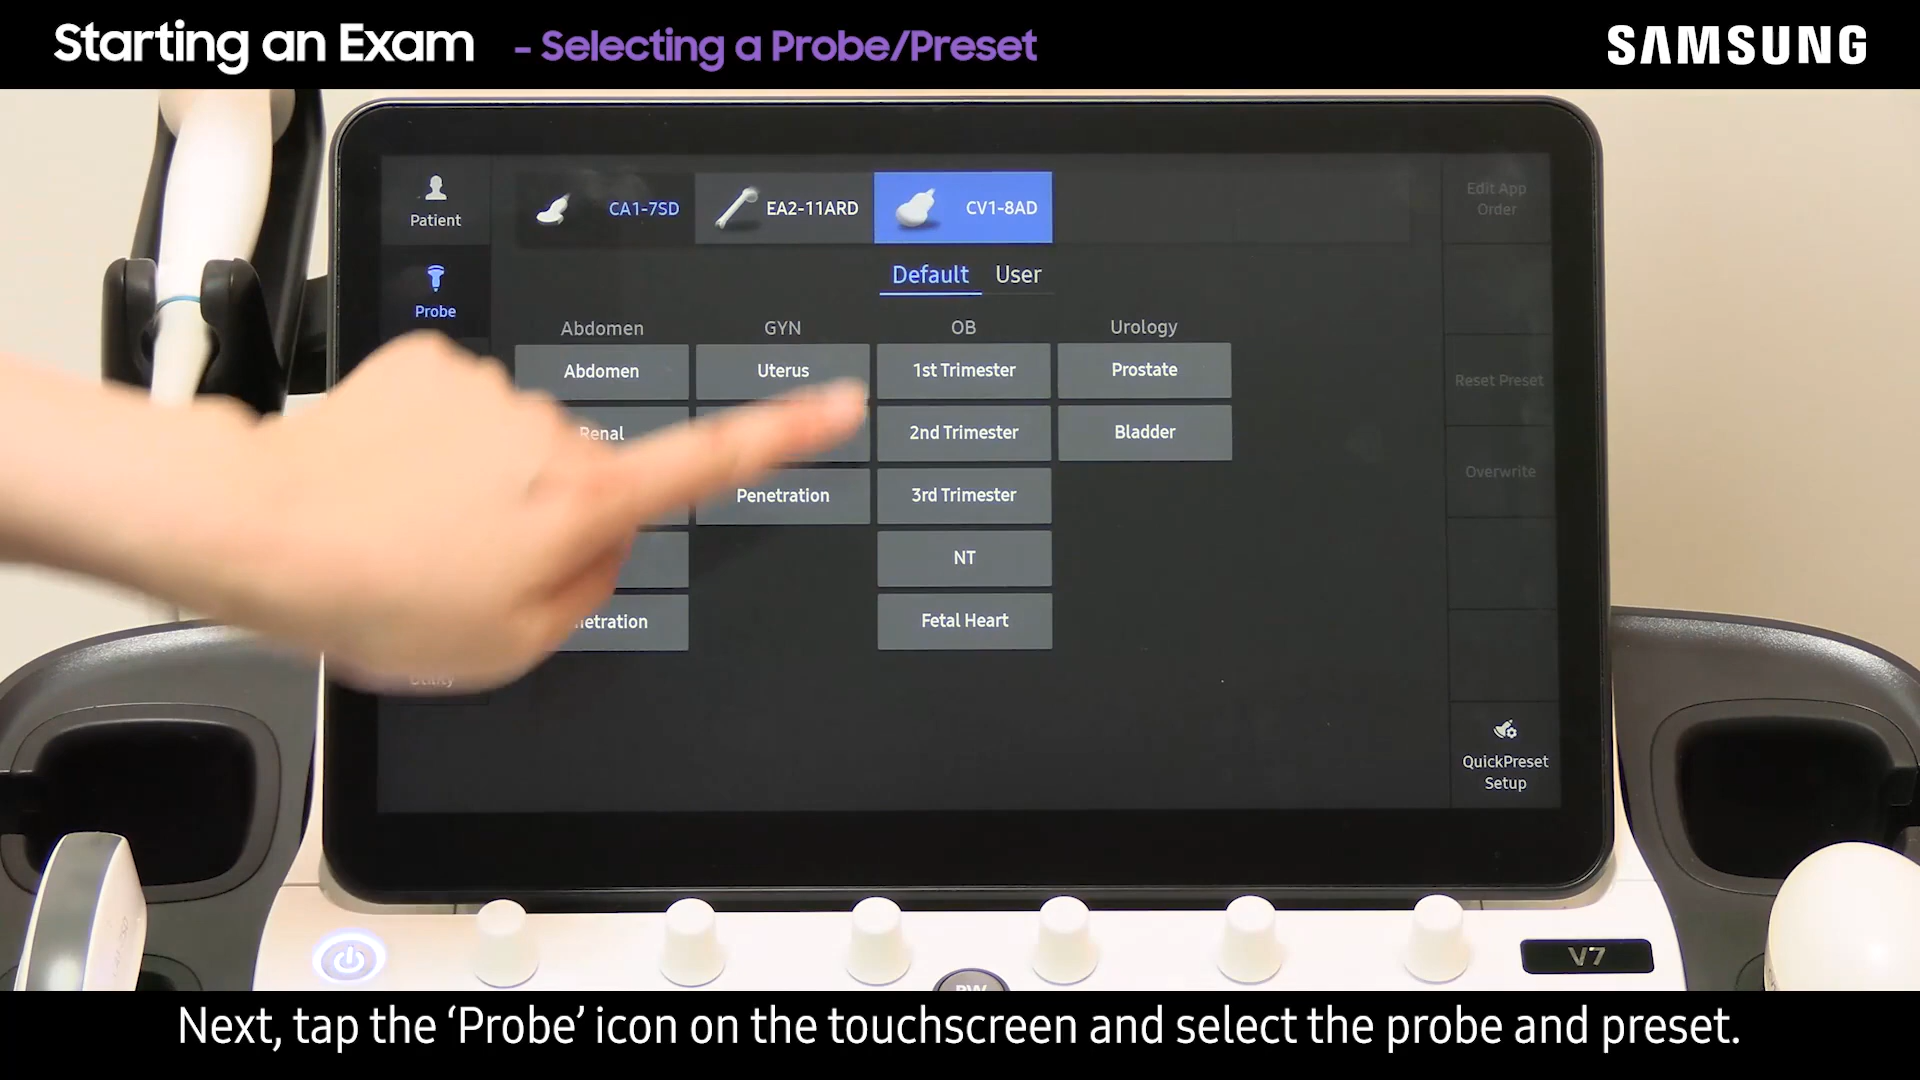 Starting an Exam - Selecting a Probe/Preset
SAMSUNG
Patient
CA1-7SD
EA2-11ARD
CV1-8AD
Edit App
Order
Probe
Default
User
Abdomen
GYN
OB
Urology
Abdomen
Uterus
1st Trimester
Prostate
Reset Preset
Renal
2nd Trimester
Bladder
Overwrite
Penetration
3rd Trimester
NT
netration
Fetal Heart
Utility
QuickPreset
Setup
V7
Next, tap the ‘Probe’ icon on the touchscreen and select the probe and preset.